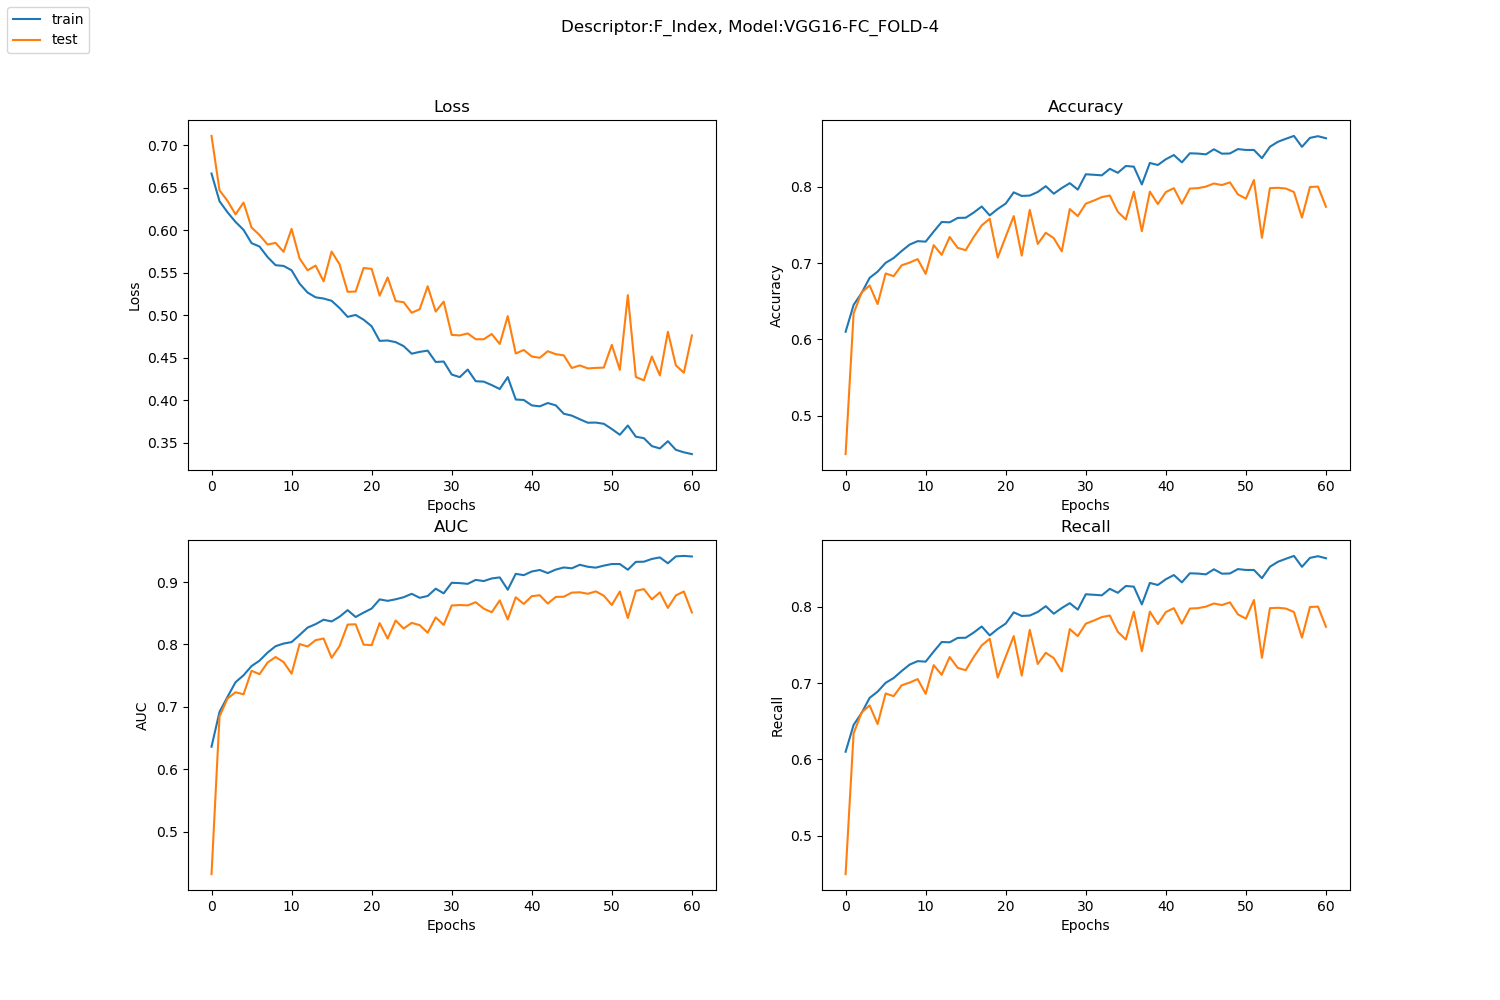 train
test
Descriptor:F_Index, Model:VGG16-FC_FOLD-4
Loss
Loss
0.70
0.65
0.60
0.55
0.50
0.45
0.40
0.35
0 10 20 30 40 50 60
Epochs
Accuracy
Accuracy
0.8
0.7
0.6
0.5
0 10 20 30 40 50 60
Epochs
AUC
AUC
0.9
0.8
0.7
0.6
0.5
0 10 20 30 40 50 60
Epochs
Recall
Recall
0.8
0.7
0.6
0.5
0 10 20 30 40 50 60
Epochs